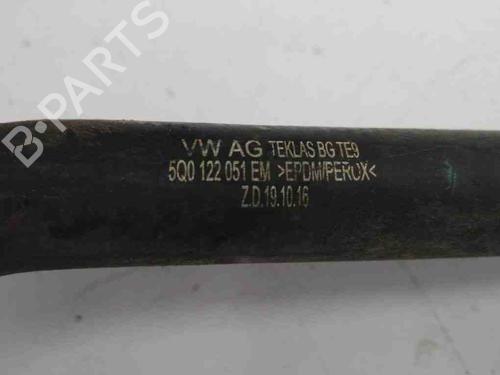 VW AG TEKLAS BG TE9
5Q0 122 051 EM >EPDM/PEROX<
Z.D.19.10.16
B-PARTS